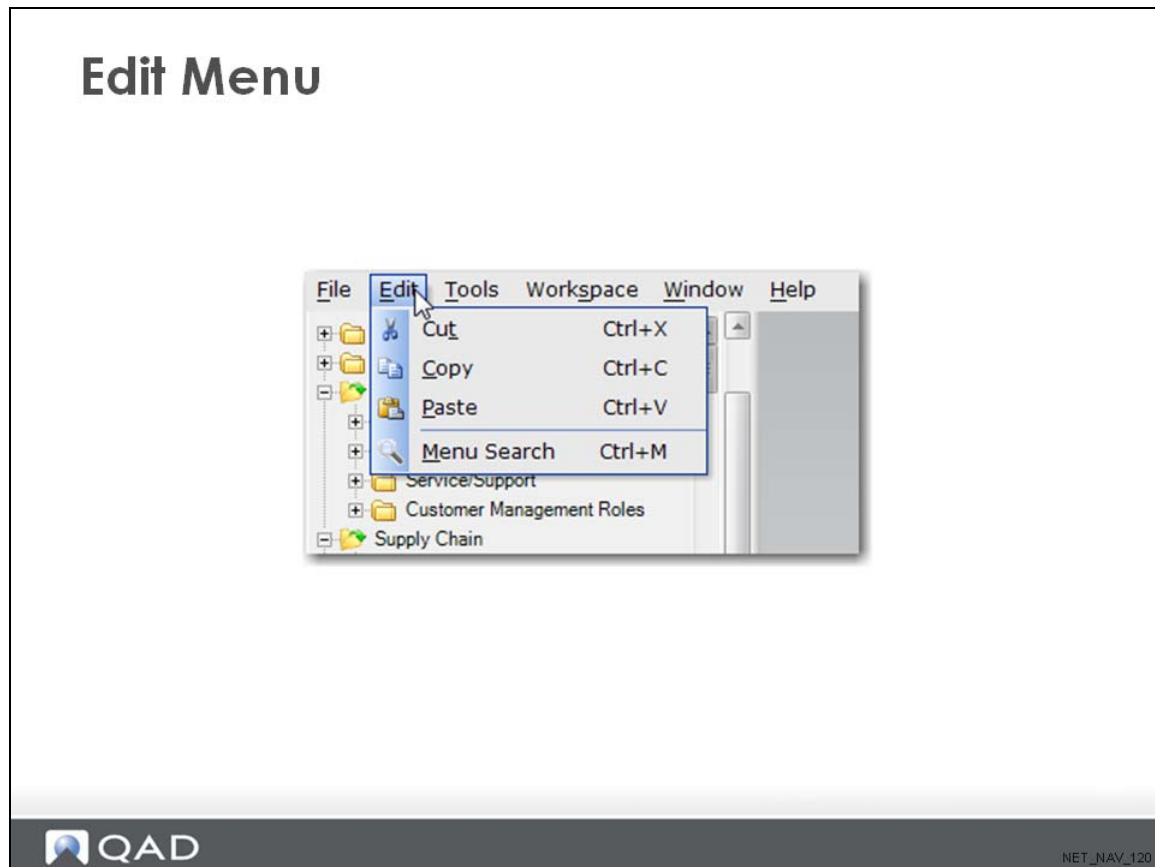 Edit Menu
File Edit Tools Workspace Window Help
Cut Ctrl+X
Copy Ctrl+C
Paste Ctrl+V
Menu Search Ctrl+M
Service/Support
Customer Management Roles
Supply Chain
QAD
NET_NAV_120